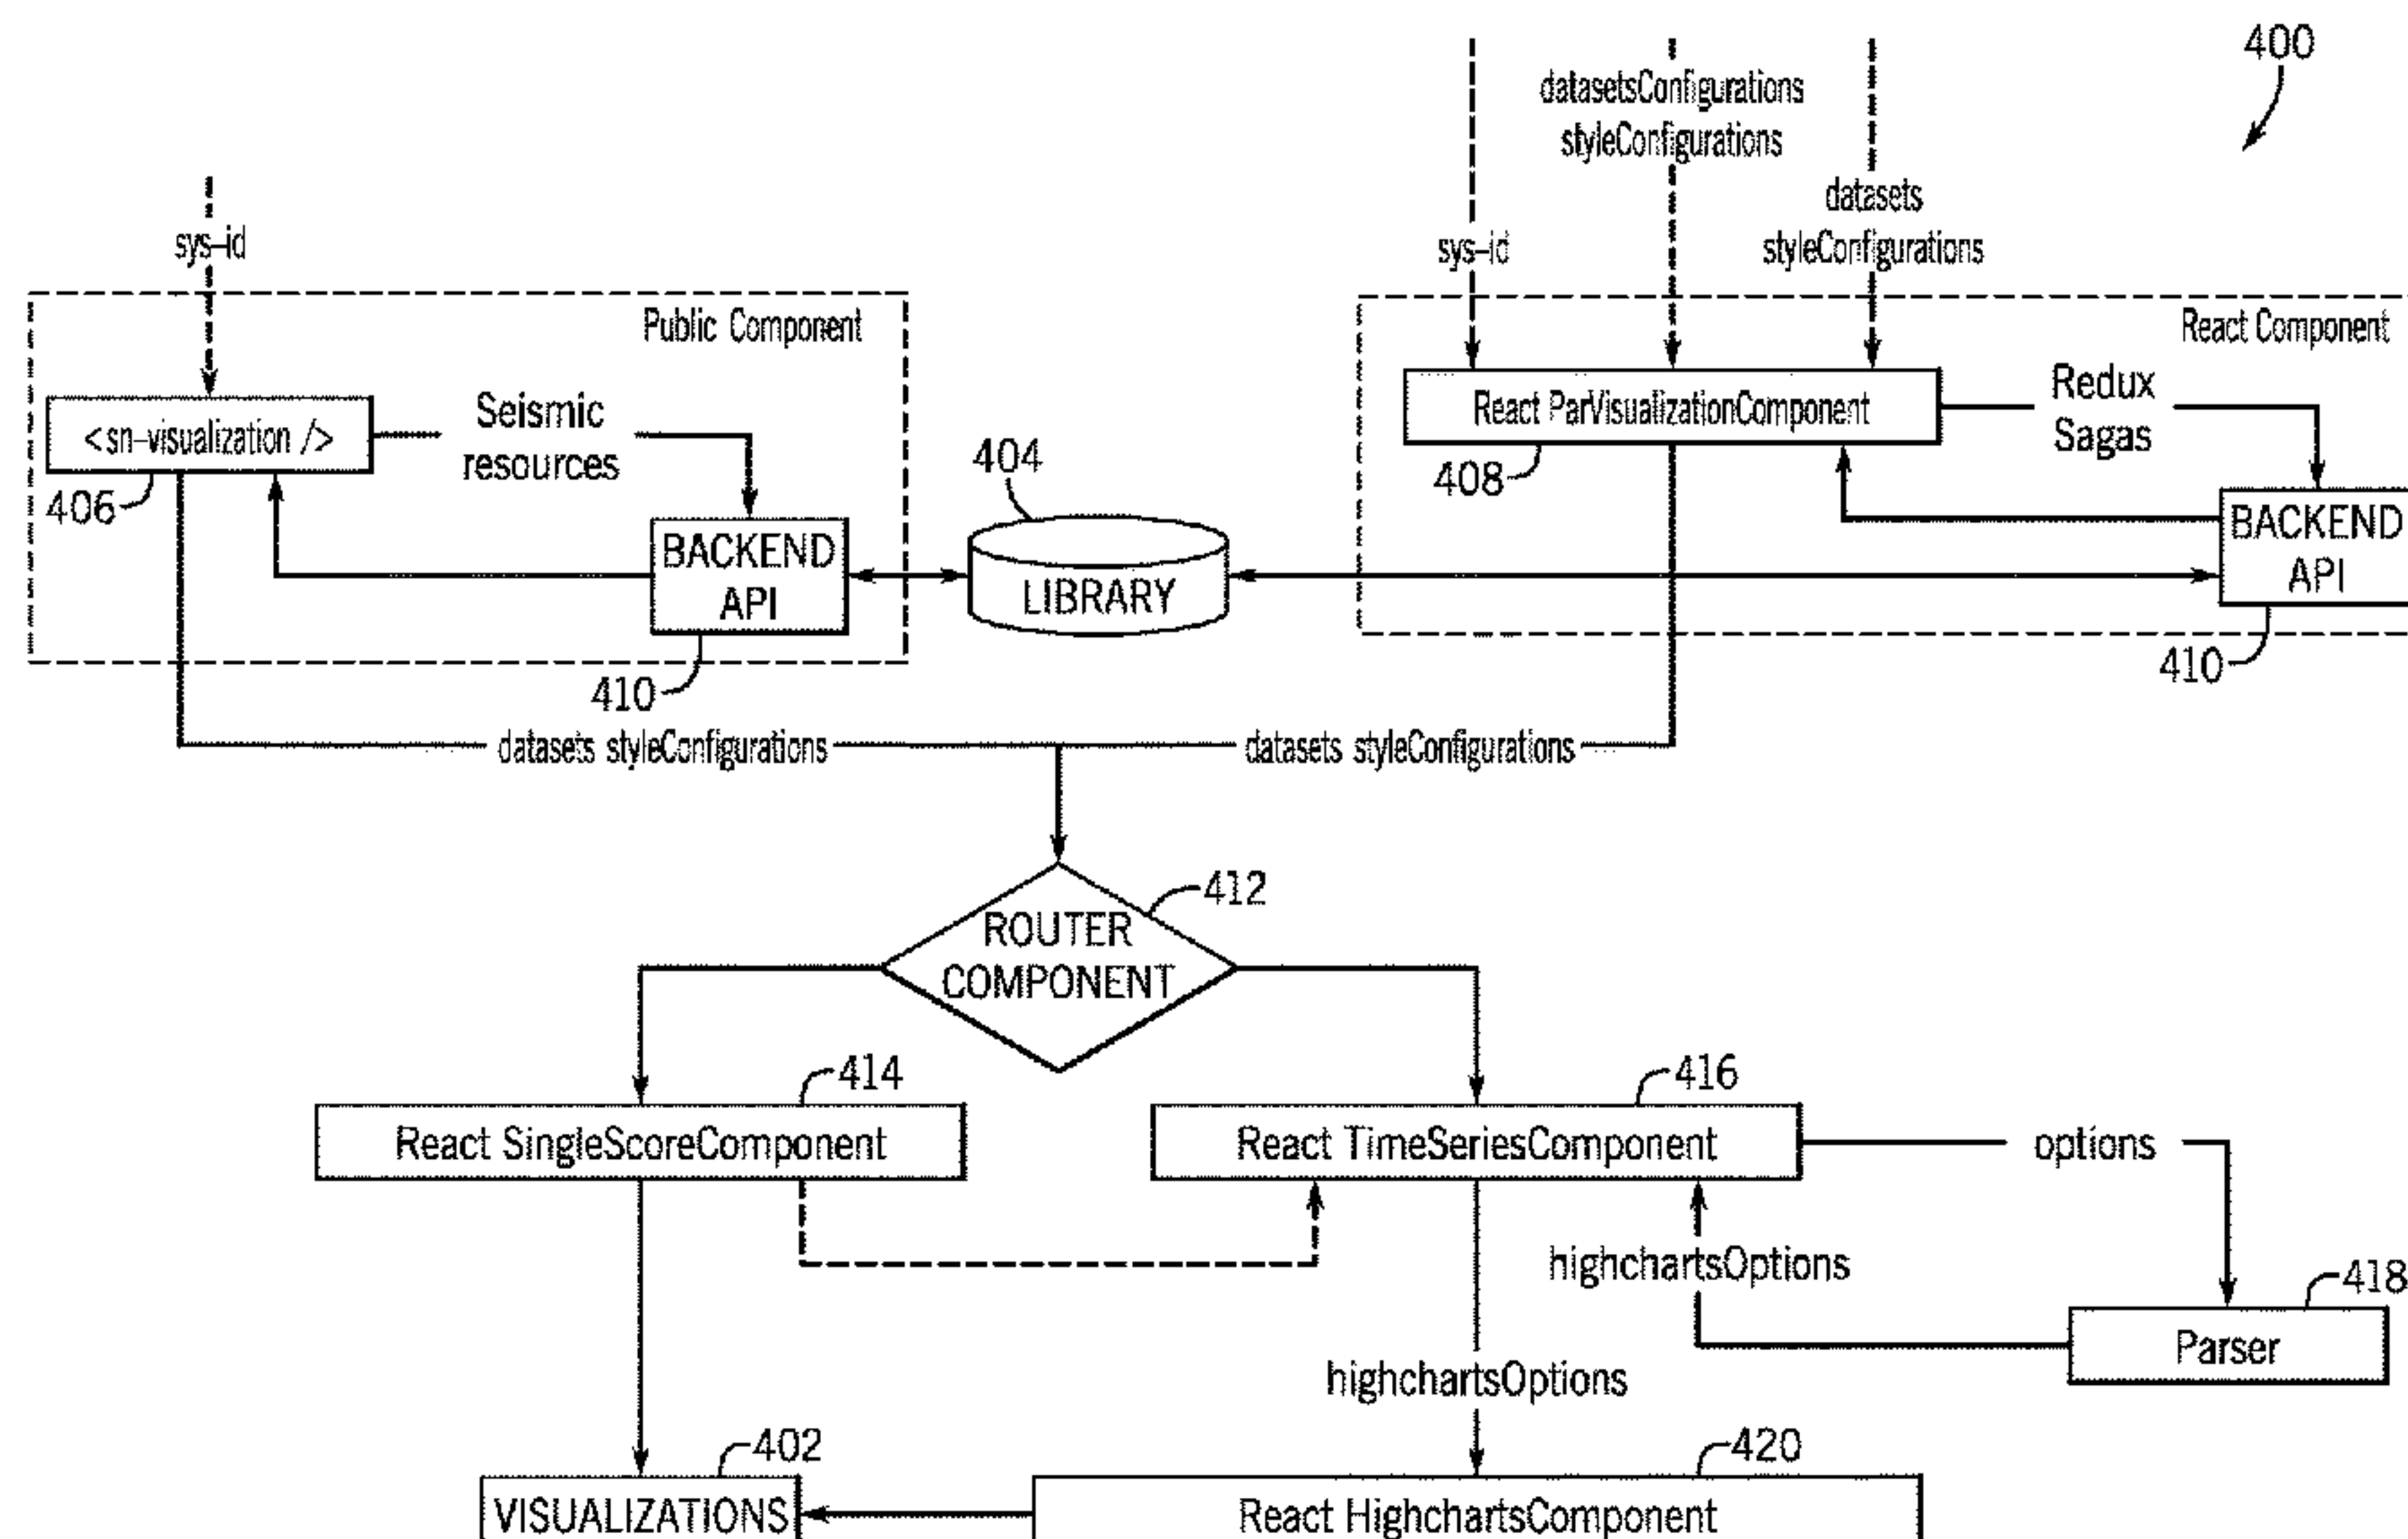 400
datasetsConfigurations
styleConfigurations
datasets
styleConfigurations
sys-id
sys-id
Public Component
React Component
<sn-visualization />
Seismic
resources
406
BACKEND
API
410
404
LIBRARY
React ParVisualizationComponent
408
Redux
Sagas
BACKEND
API
410
datasets styleConfigurations
datasets styleConfigurations
412
ROUTER
COMPONENT
414
React SingleScoreComponent
416
React TimeSeriesComponent
options
highchartsOptions
418
Parser
highchartsOptions
402
VISUALIZATIONS
420
React HighchartsComponent